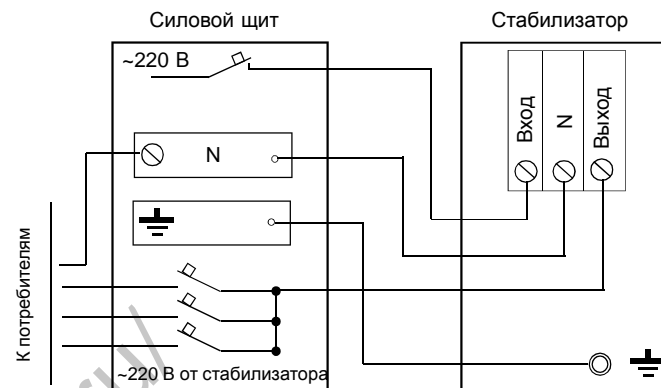 Силовой щит
Стабилизатор
~220 В
Вход
N
Выход
N
К потребителям
~220 В от стабилизатора